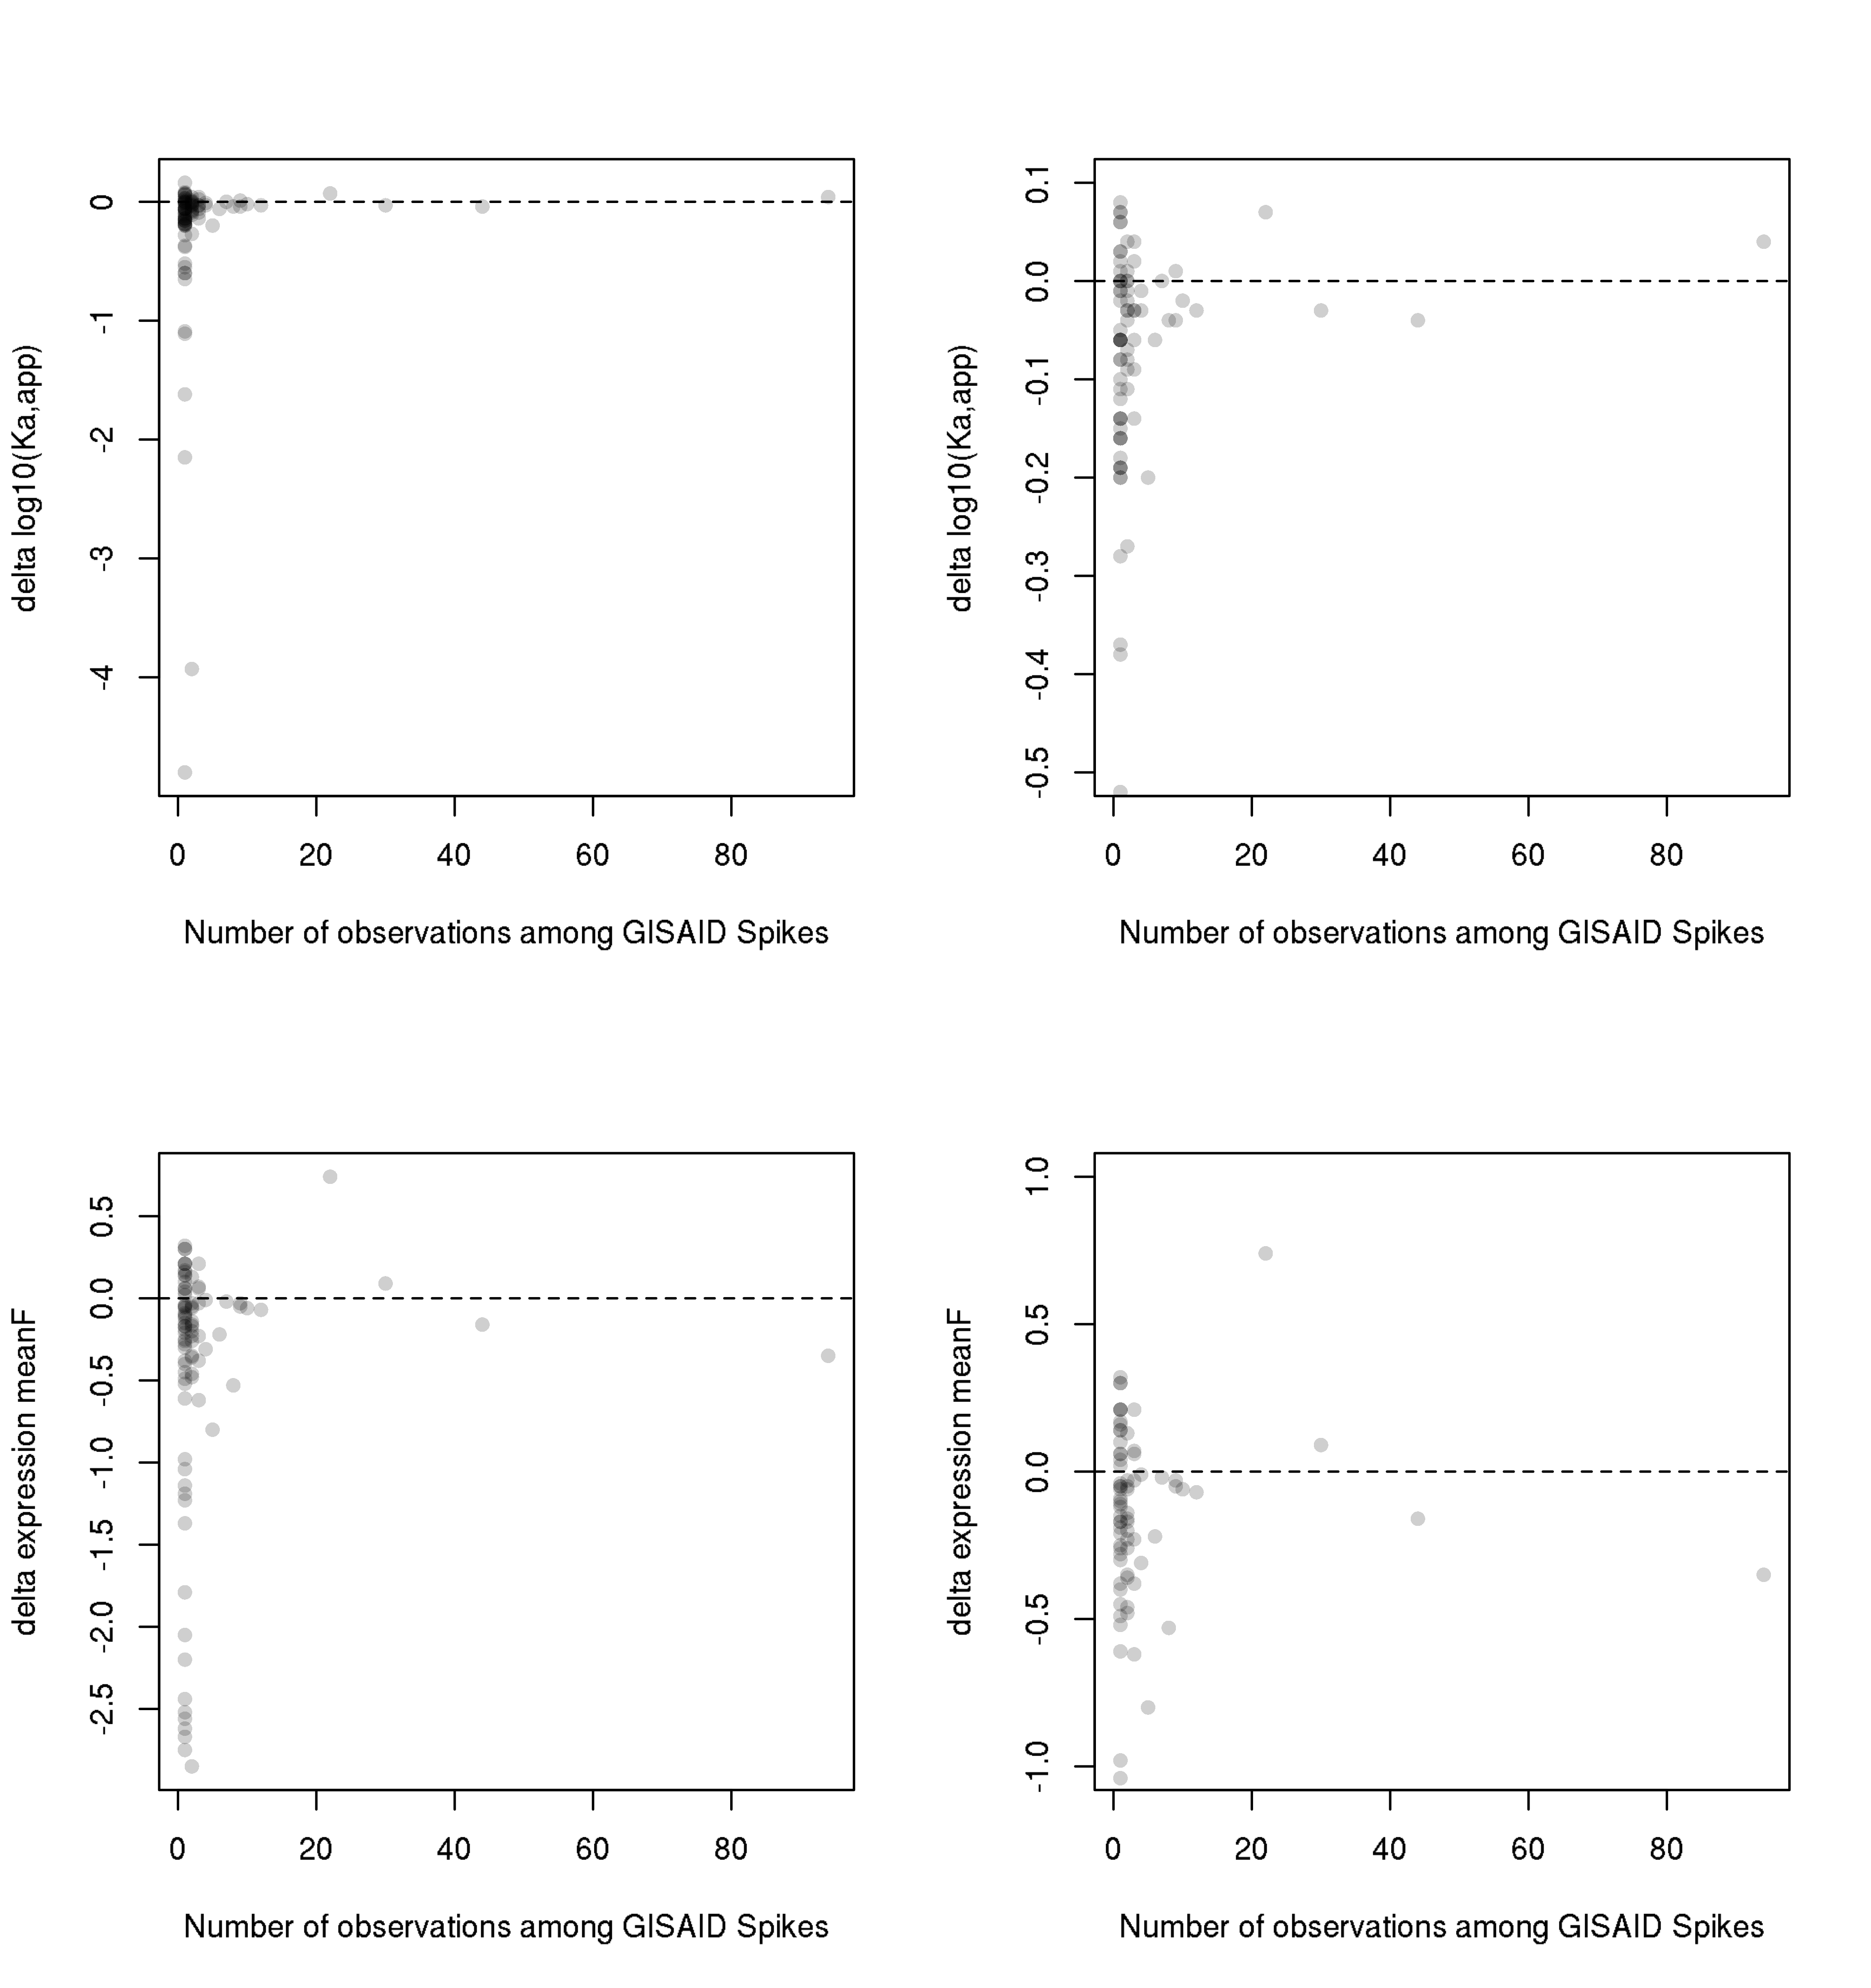 delta log10(Ka,app)
0
-1
-2
-3
-4
0 20 40 60 80
Number of observations among GISAID Spikes
delta log10(Ka,app)
0.1
0.0
-0.1
-0.2
-0.3
-0.4
-0.5
0 20 40 60 80
Number of observations among GISAID Spikes
delta expression meanF
0.5
0.0
-0.5
-1.0
-1.5
-2.0
-2.5
0 20 40 60 80
Number of observations among GISAID Spikes
delta expression meanF
1.0
0.5
0.0
-0.5
-1.0
0 20 40 60 80
Number of observations among GISAID Spikes